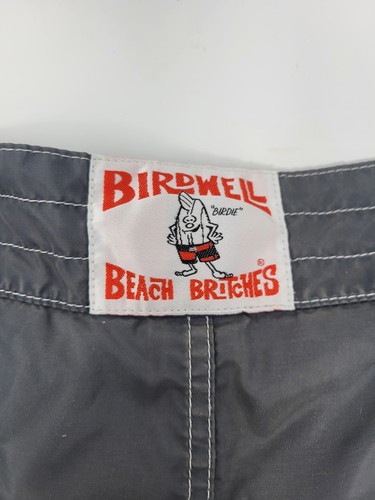 BIRDWELL
"BIRDIE"
BEACH BRITCHES
®